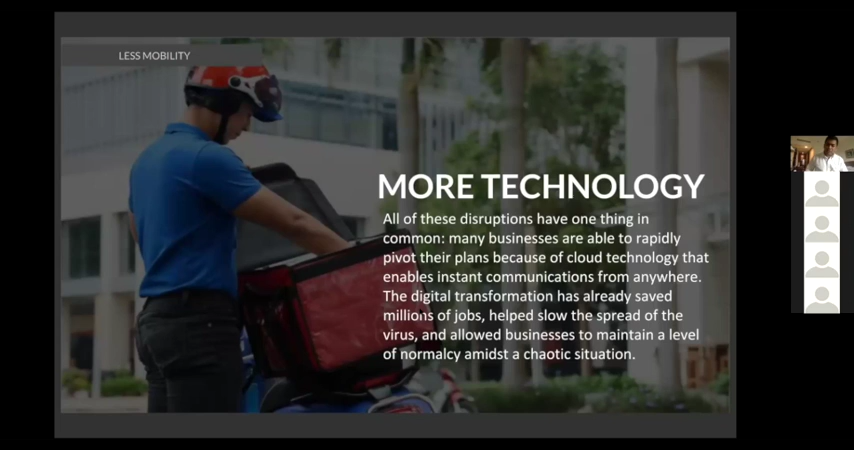 LESS MOBILITY
MORE TECHNOLOGY
All of these disruptions have one thing in
common: many businesses are able to rapidly
pivot their plans because of cloud technology that
enables instant communications from anywhere.
The digital transformation has already saved
millions of jobs, helped slow the spread of the
virus, and allowed businesses to maintain a level
of normalcy amidst a chaotic situation.